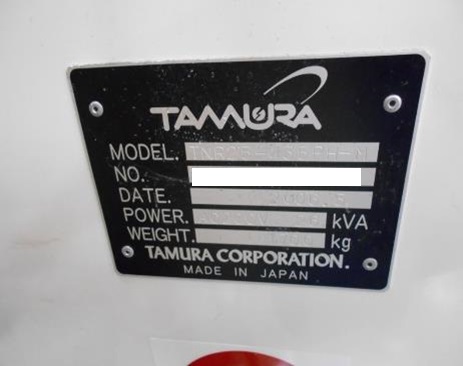 TAMURA
MODEL.
NO.
DATE.
POWER. kVA
WEIGHT. kg
TAMURA CORPORATION.
MADE IN JAPAN